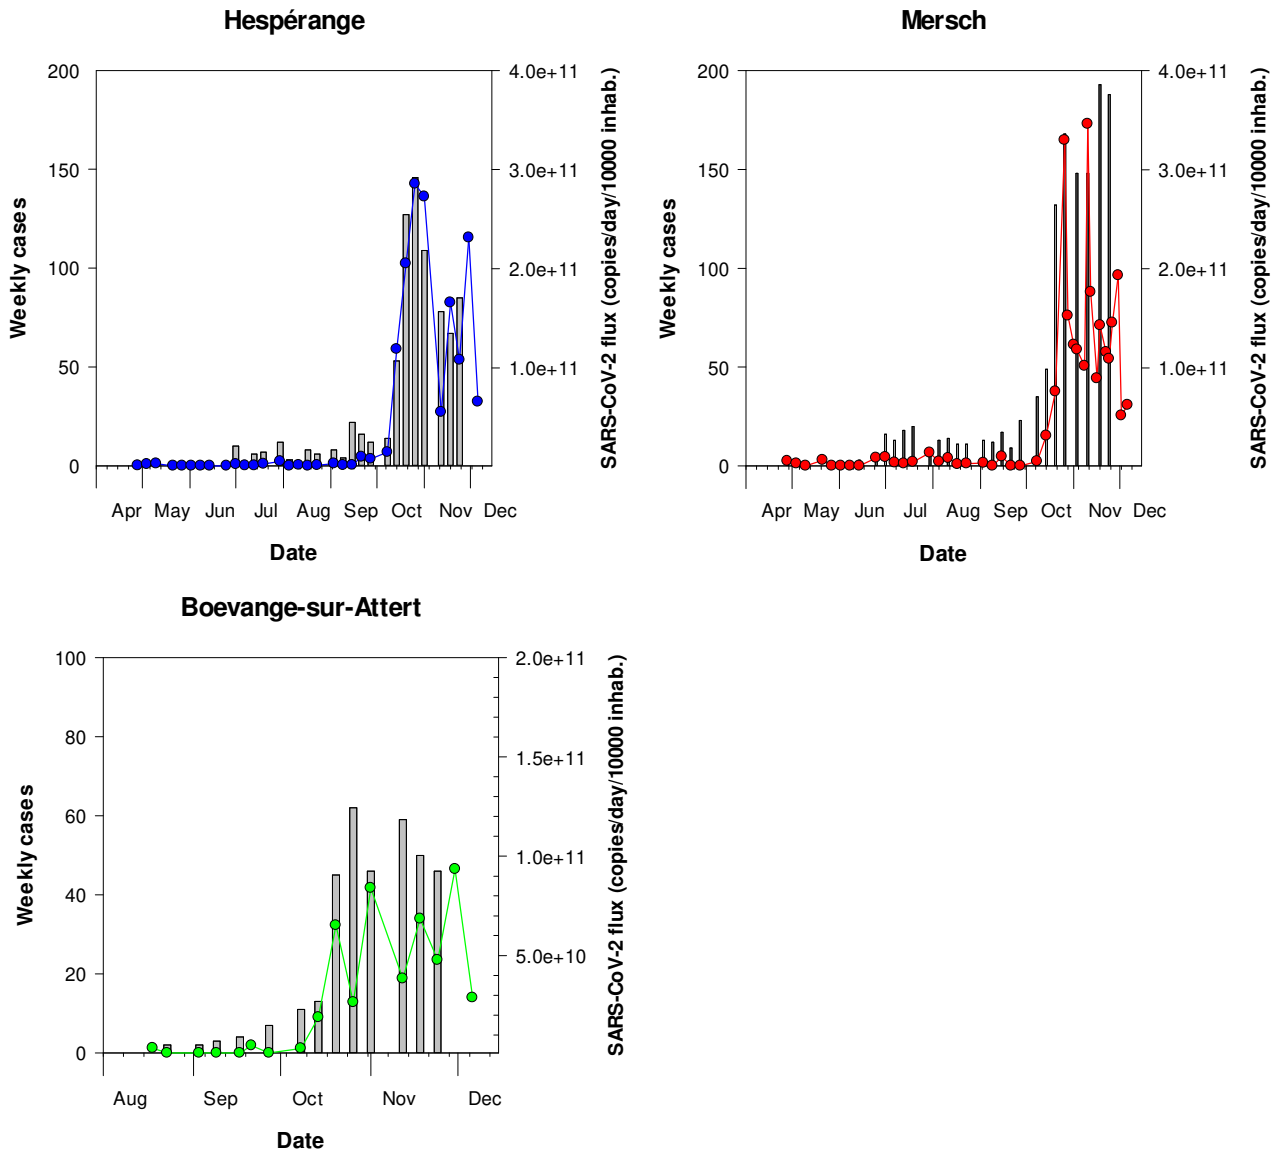 Hespérange
200
150
100
50
0
Weekly cases
4.0e+11
3.0e+11
2.0e+11
1.0e+11
SARS-CoV-2 flux (copies/day/10000 inhab.)
Apr May Jun Jul Aug Sep Oct Nov Dec
Date
Mersch
200
150
100
50
0
Weekly cases
4.0e+11
3.0e+11
2.0e+11
1.0e+11
SARS-CoV-2 flux (copies/day/10000 inhab.)
Apr May Jun Jul Aug Sep Oct Nov Dec
Date
Boevange-sur-Attert
100
80
60
40
20
0
Weekly cases
2.0e+11
1.5e+11
1.0e+11
5.0e+10
SARS-CoV-2 flux (copies/day/10000 inhab.)
Aug Sep Oct Nov Dec
Date